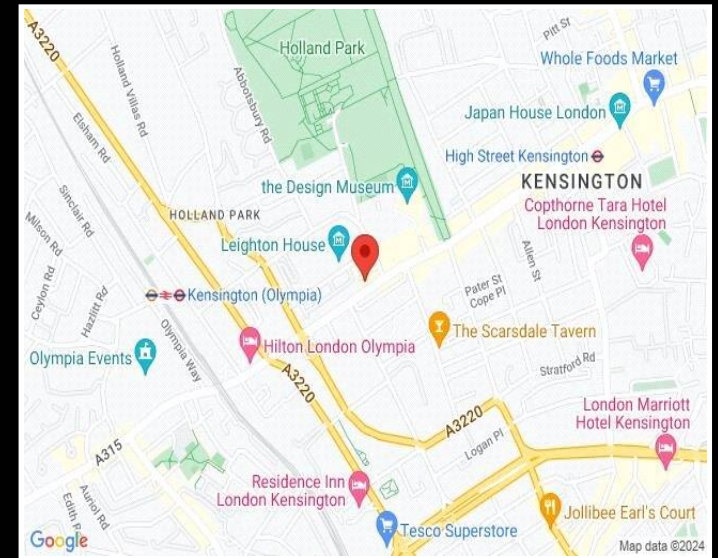 A3220
Holland Villas Rd
Elsham Rd
Sinclair Rd
Milson Rd
Ceylon Rd
Hazlitt Rd
Abbotsbury Rd
Holland Park
Pitt St
Whole Foods Market
Japan House London
High Street Kensington
KENSINGTON
the Design Museum
Copthorne Tara Hotel
London Kensington
HOLLAND PARK
Leighton House
Allen St
Pater St
Cope Pl
Kensington (Olympia)
Olympia Way
Olympia Events
Hilton London Olympia
The Scarsdale Tavern
Stratford Rd
A3220
A3220
London Marriott
Hotel Kensington
Logan Pl
A315
Auriol Rd
Edith Rd
Residence Inn
London Kensington
Tesco Superstore
Jollibee Earl's Court
Google
Map data ©2024